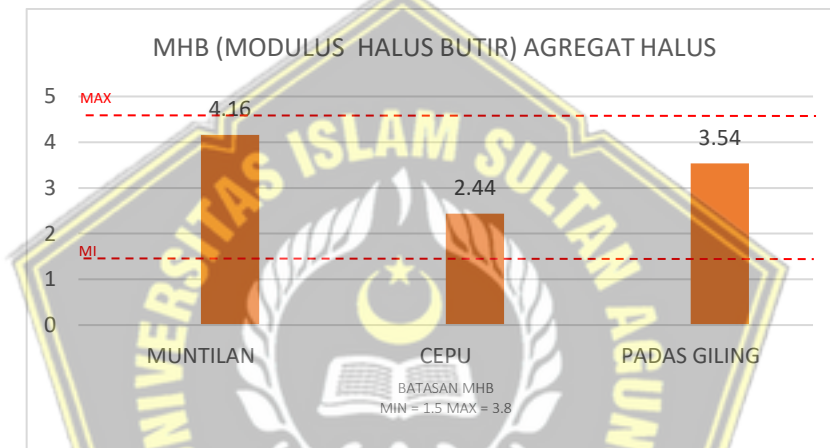 MHB (MODULUS HALUS BUTIR) AGREGAT HALUS
5
MAX
4.16
4
3.54
3
2.44
2
MI
1
0
MUNTILAN CEPU PADAS GILING
BATASAN MHB
MIN = 1.5 MAX = 3.8
UNIVERSITAS ISLAM SULTAN AGUN